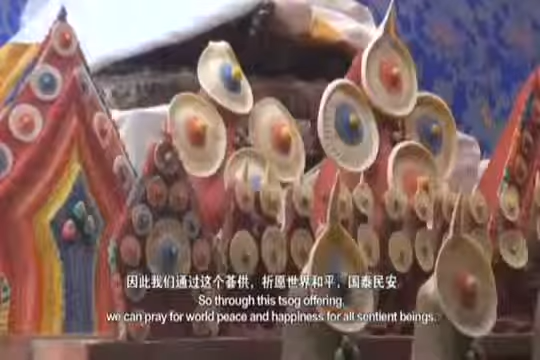 因此我们通过这个荟供，祈愿世界和平，国泰民安
So through this tsog offering,
we can pray for world peace and happiness for all sentient beings.